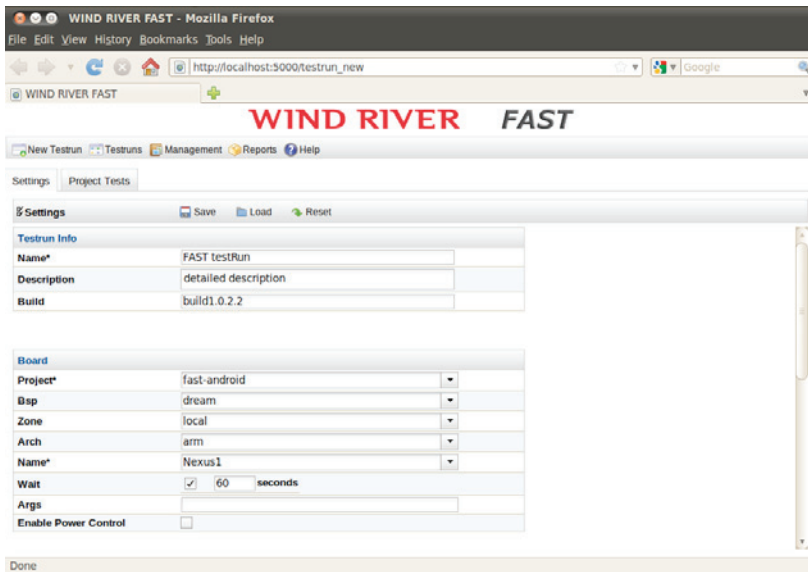 WIND RIVER FAST - Mozilla Firefox
File Edit View History Bookmarks Tools Help
http://localhost:5000/testrun_new
Google
WIND RIVER FAST
WIND RIVER FAST
New Testrun Testruns Management Reports Help
Settings Project Tests
Settings Save Load Reset
Testrun Info
Name* FAST testRun
Description detailed description
Build build1.0.2.2
Board
Project* fast-android
Bsp dream
Zone local
Arch arm
Name* Nexus1
Wait 60 seconds
Args
Enable Power Control
Done